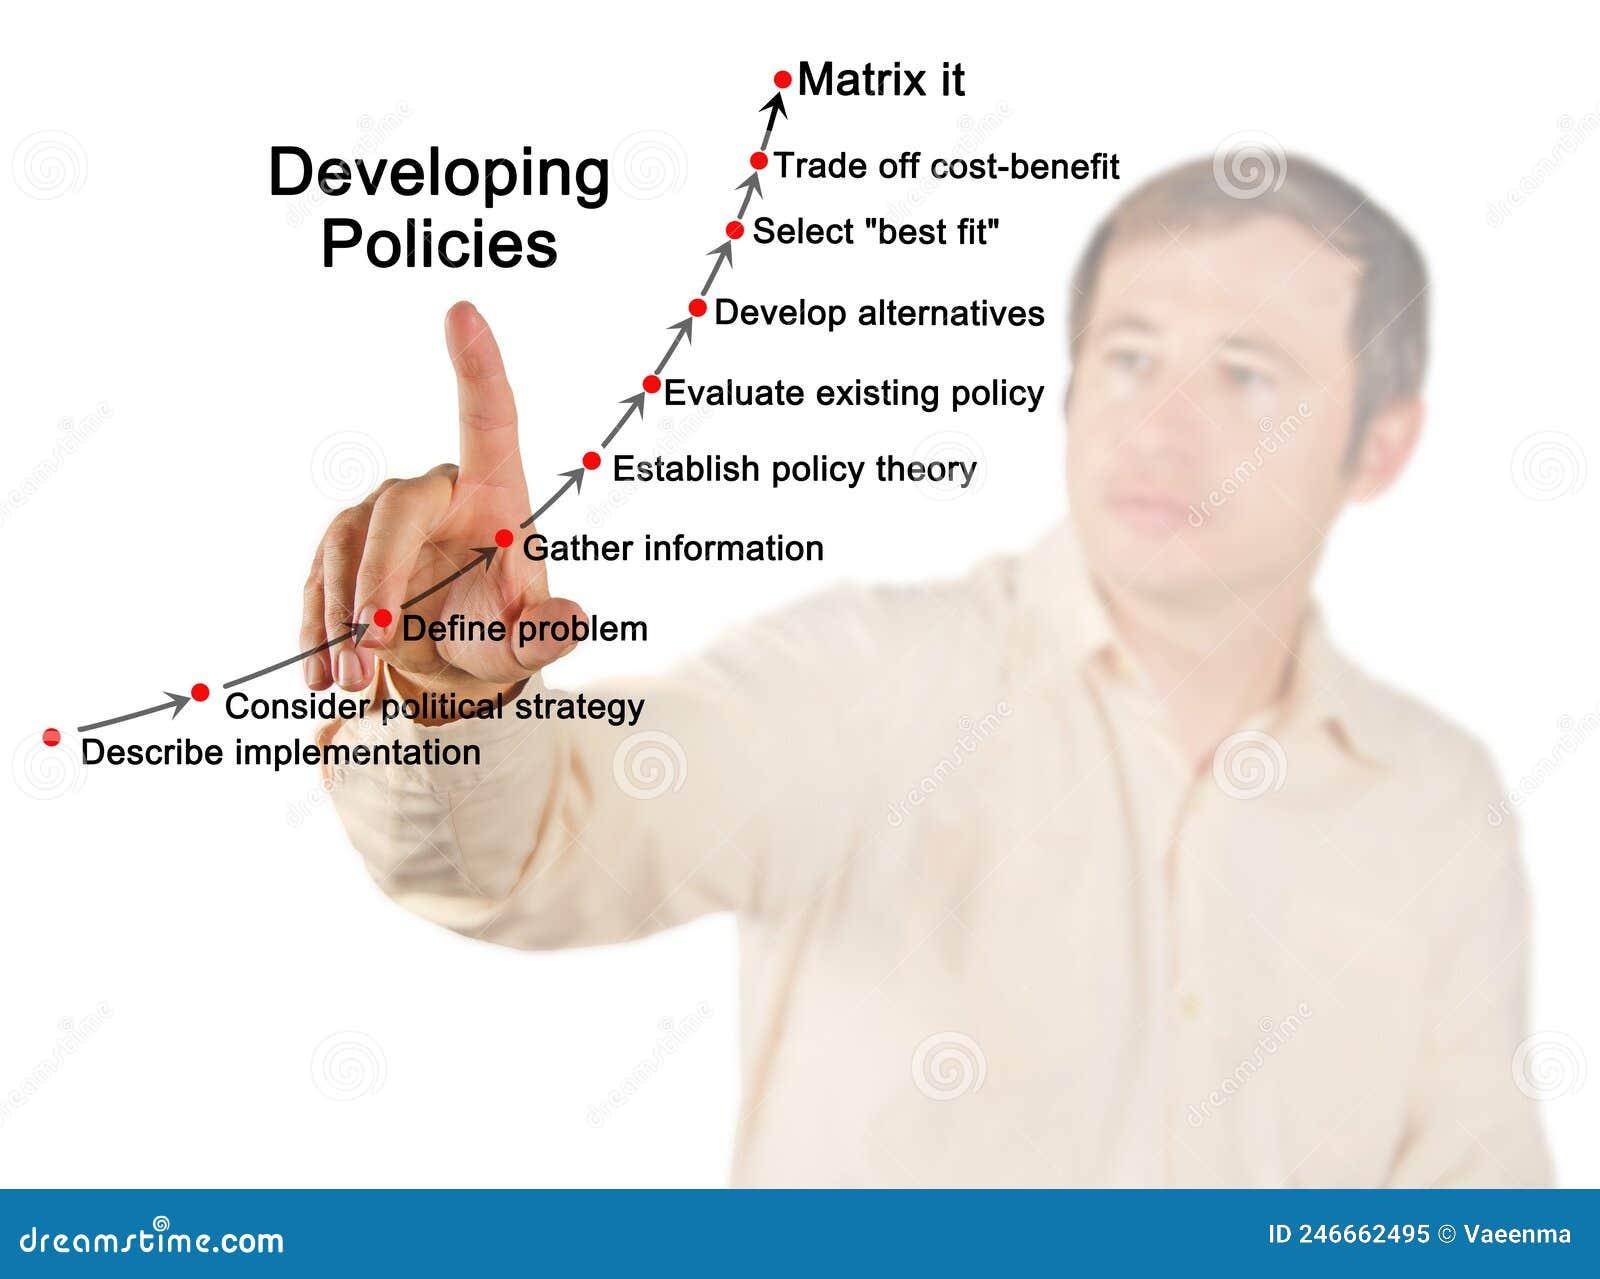 Developing
Policies
Matrix it
Trade off cost-benefit
Select "best fit"
Develop alternatives
Evaluate existing policy
Establish policy theory
Gather information
Define problem
Consider political strategy
Describe implementation
dreamstime.com
ID 246662495 © Vaeenma